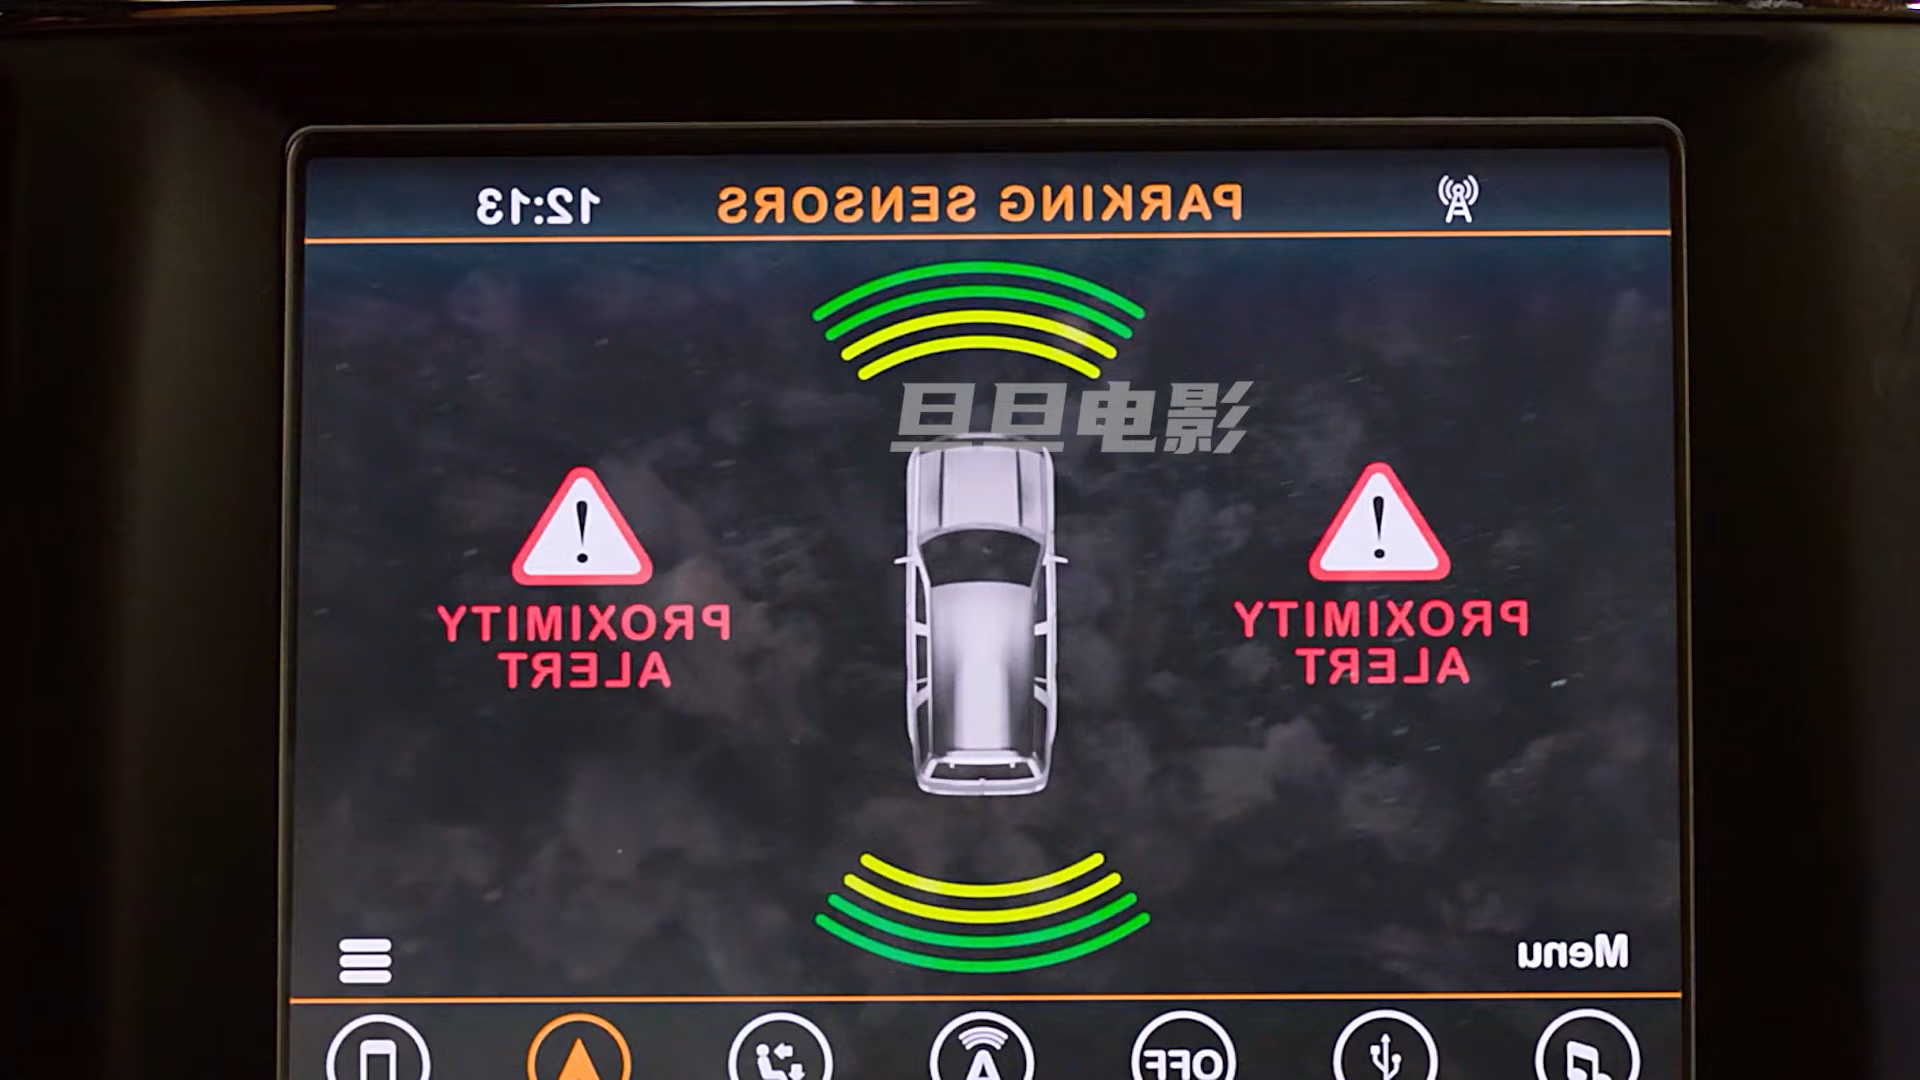 PARKING SENSORS 12:13
旦旦电影
PROXIMITY
ALERT
PROXIMITY
ALERT
Menu
OFF
A